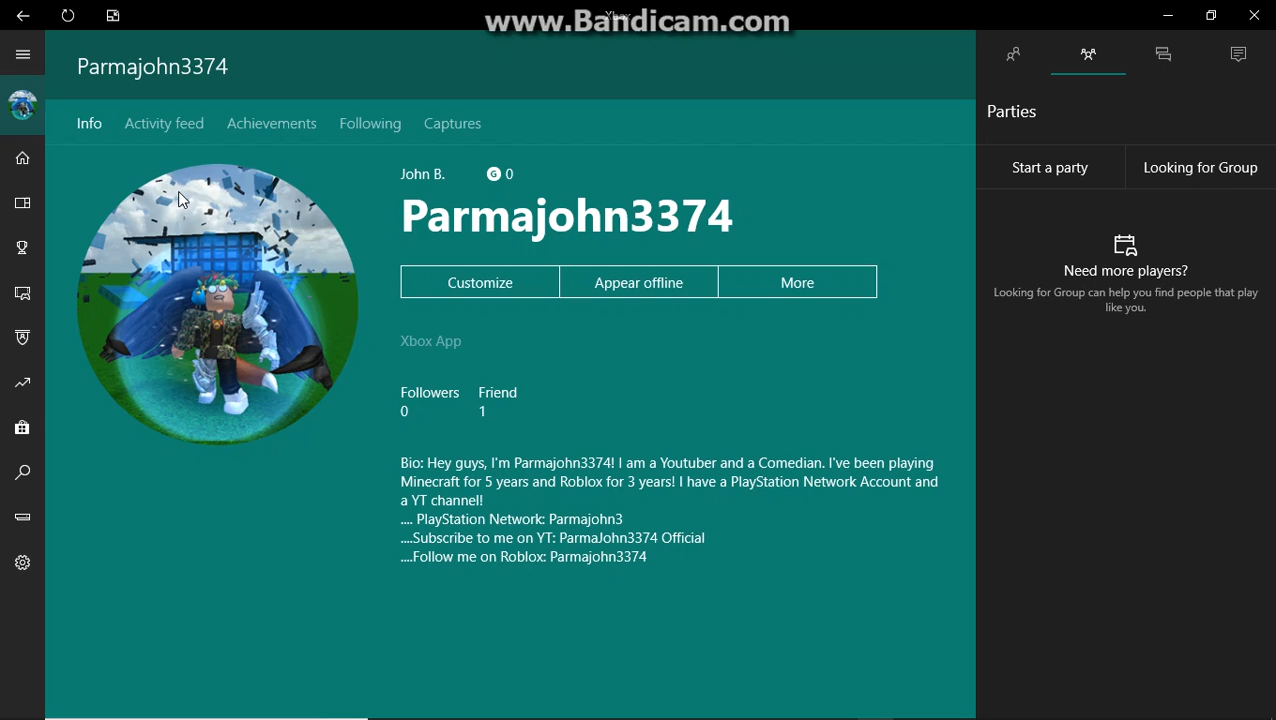 www.Bandicam.com
Parmajohn3374
Info Activity feed Achievements Following Captures
John B. G 0
Parmajohn3374
Customize Appear offline More
Xbox App
Followers Friend
0 1
Bio: Hey guys, I'm Parmajohn3374! I am a Youtuber and a Comedian. I've been playing
Minecraft for 5 years and Roblox for 3 years! I have a PlayStation Network Account and
a YT channel!
.... PlayStation Network: Parmajohn3
....Subscribe to me on YT: ParmaJohn3374 Official
....Follow me on Roblox: Parmajohn3374
Parties
Start a party Looking for Group
Need more players?
Looking for Group can help you find people that play
like you.